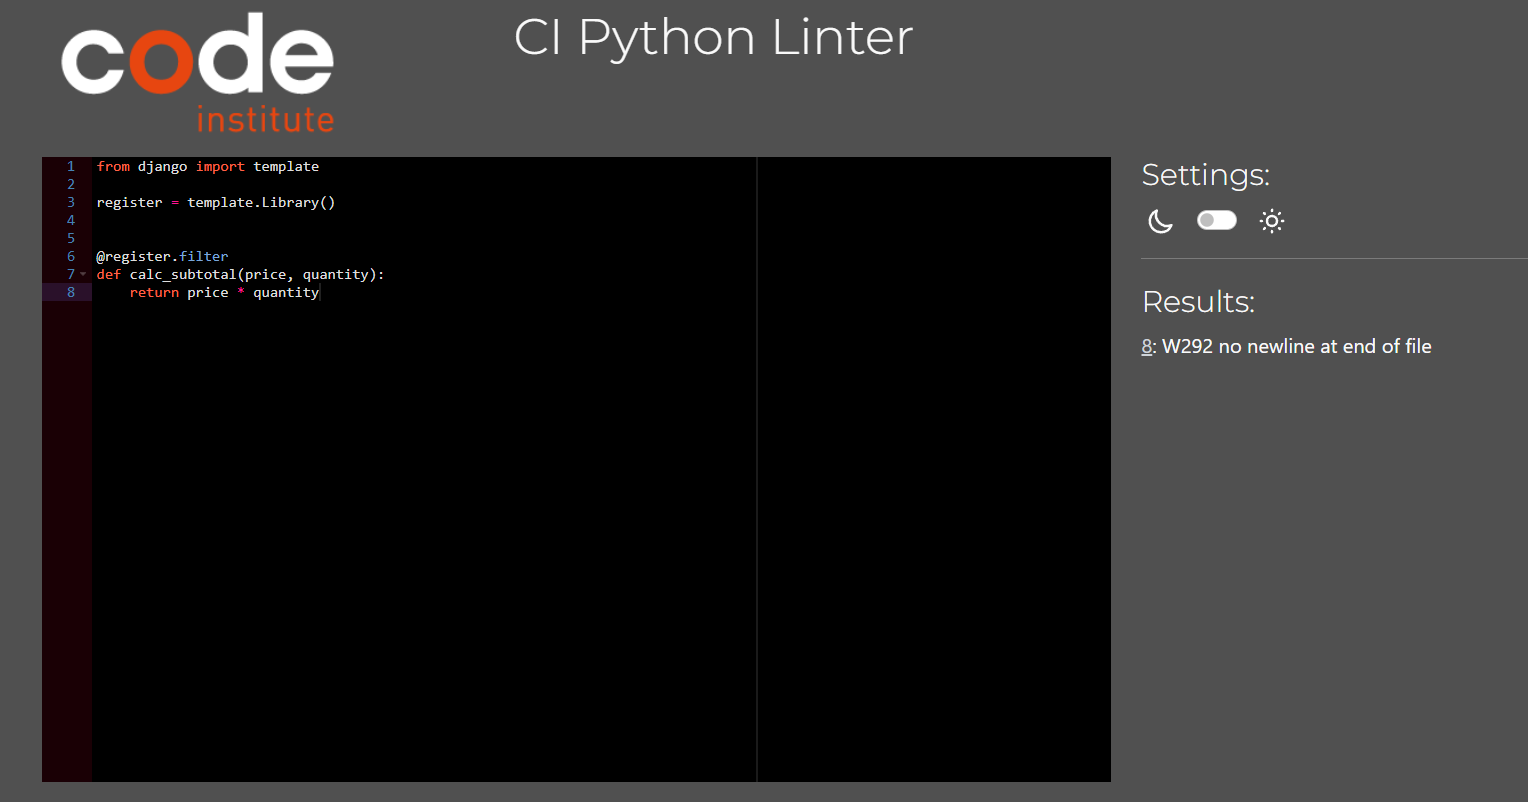 code
institute
CI Python Linter
1 from django import template
2
3 register = template.Library()
4
5
6 @register.filter
7 def calc_subtotal(price, quantity):
8     return price * quantity
Settings:
Results:
8: W292 no newline at end of file